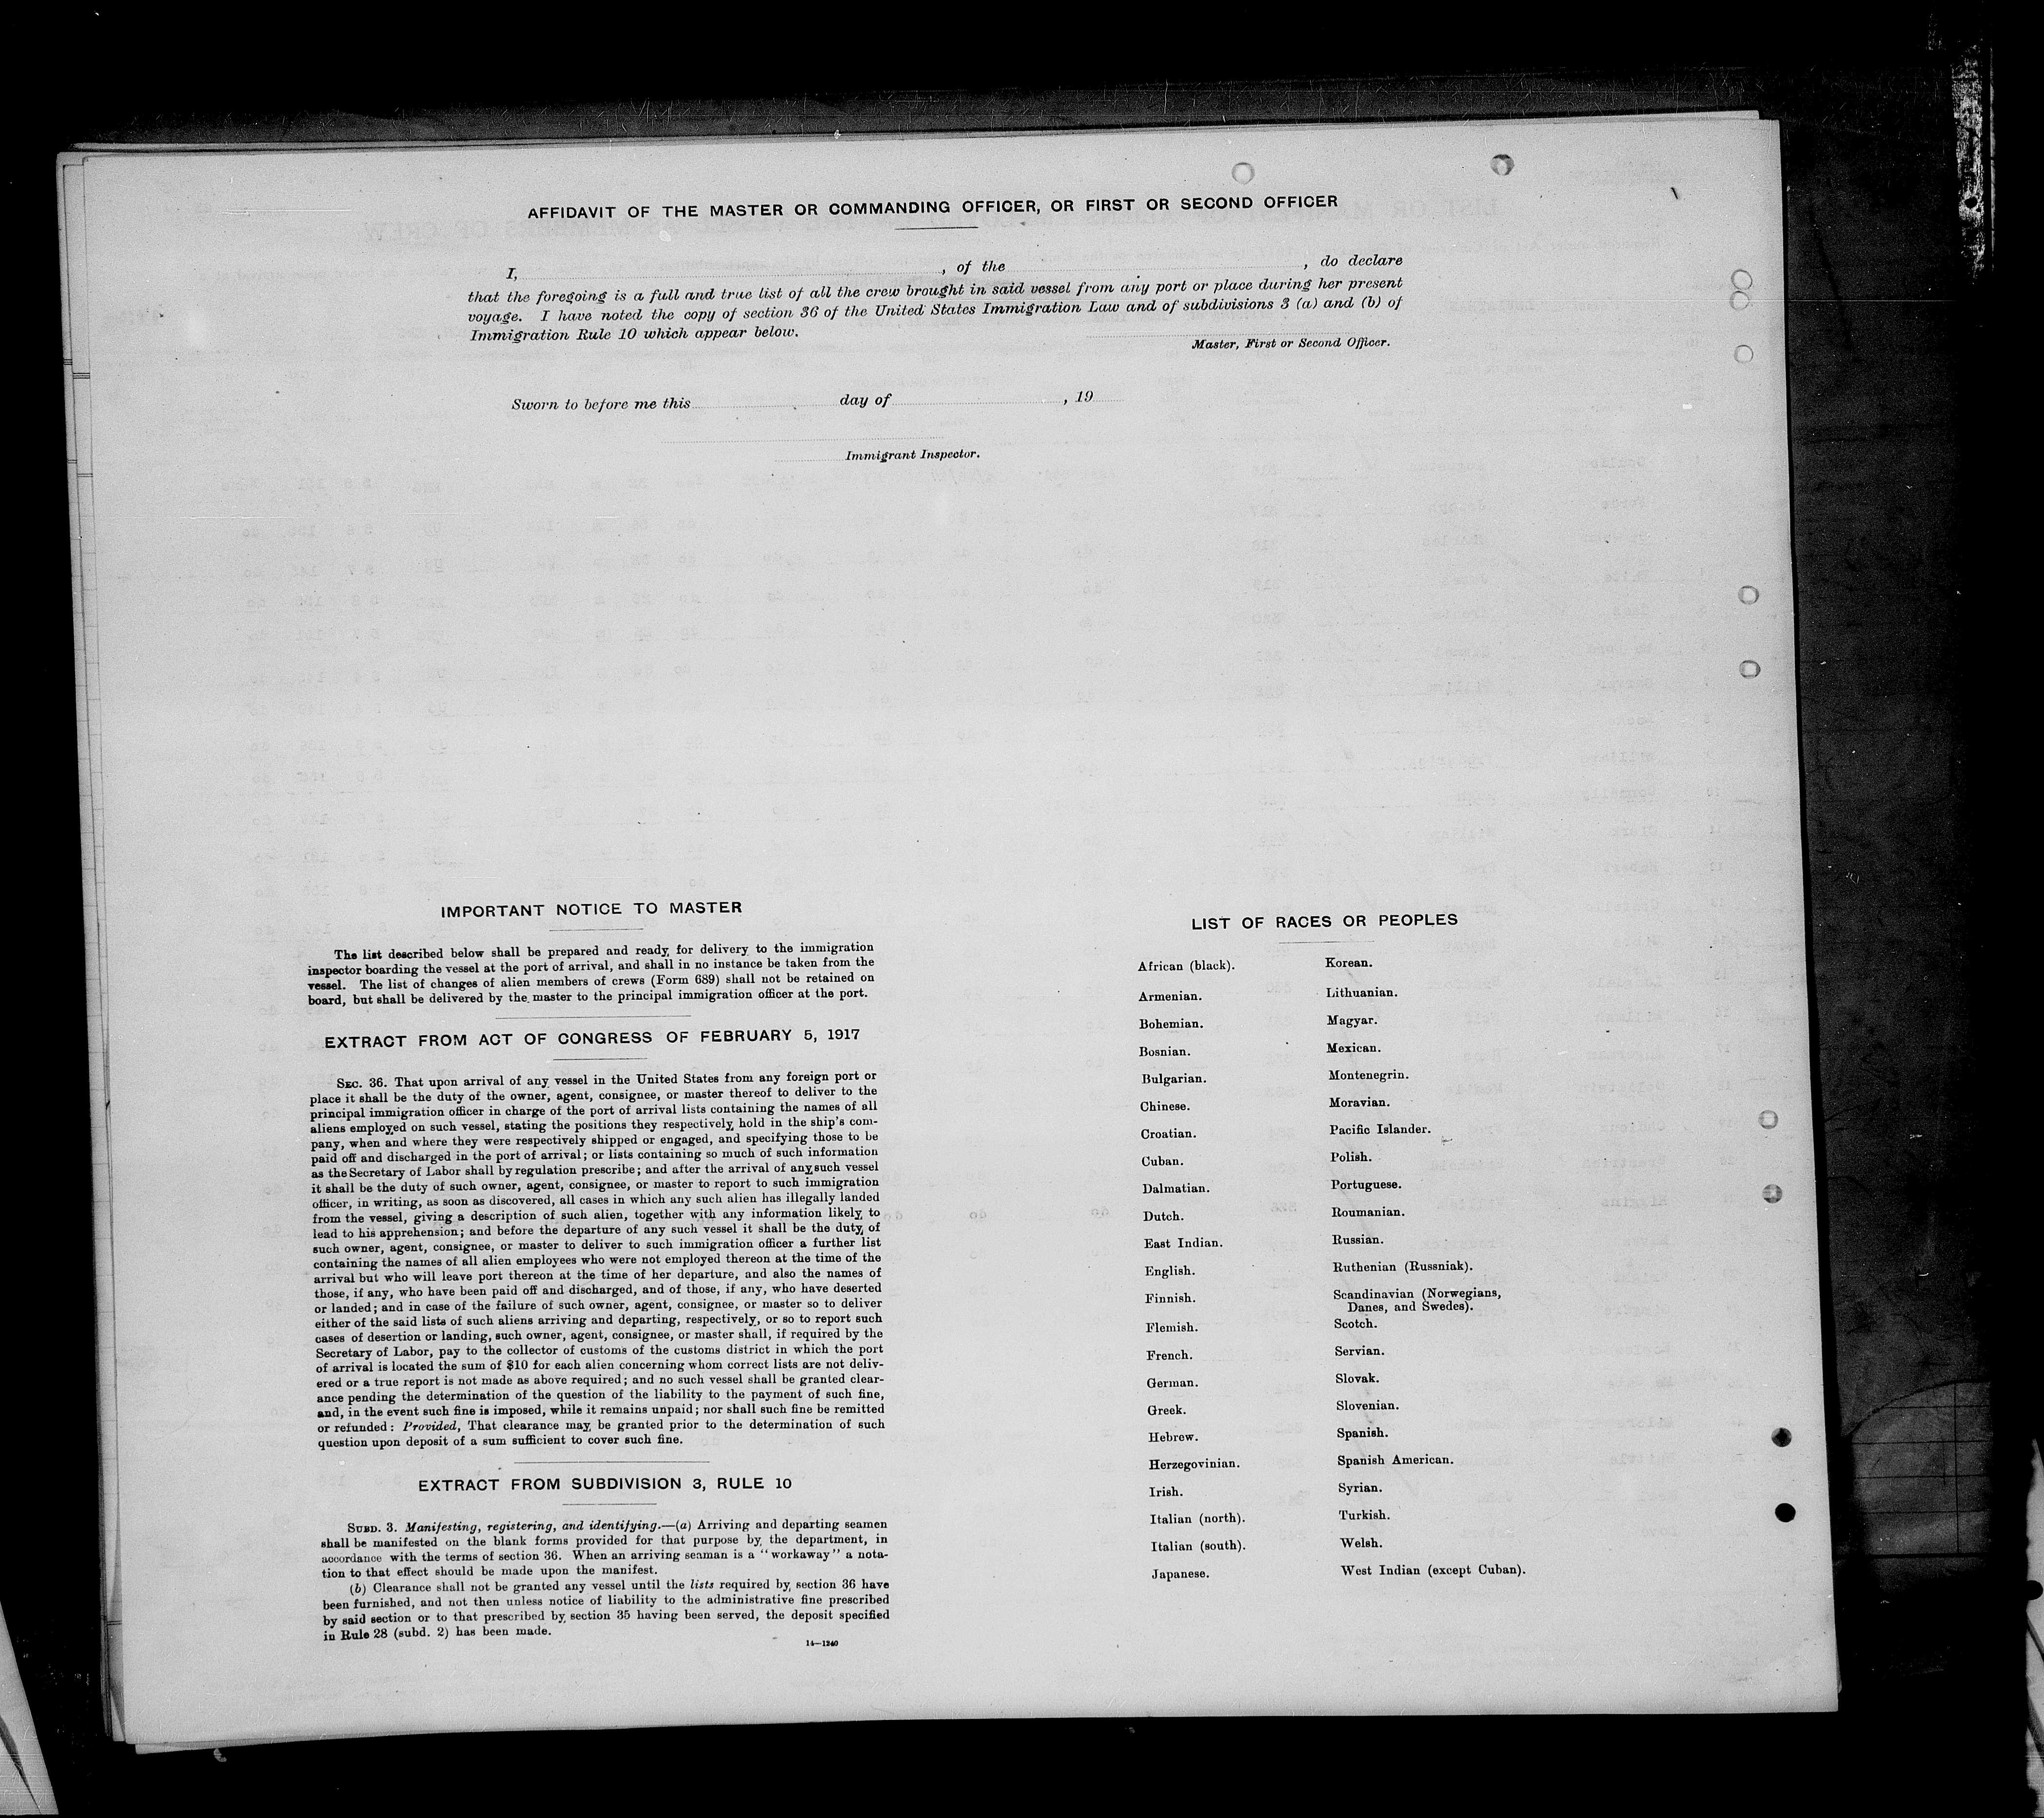 AFFIDAVIT OF THE MASTER OR COMMANDING OFFICER, OR FIRST OR SECOND OFFICER
I, , of the , do declare
that the foregoing is a full and true list of all the crew brought in said vessel from any port or place during her present
voyage. I have noted the copy of section 36 of the United States Immigration Law and of subdivisions 3 (a) and (b) of
Immigration Rule 10 which appear below.
Master, First or Second Officer.
Sworn to before me this day of , 19
Immigrant Inspector.
IMPORTANT NOTICE TO MASTER
The list described below shall be prepared and ready for delivery to the immigration
inspector boarding the vessel at the port of arrival, and shall in no instance be taken from the
vessel. The list of changes of alien members of crews (Form 689) shall not be retained on
board, but shall be delivered by the master to the principal immigration officer at the port.
EXTRACT FROM ACT OF CONGRESS OF FEBRUARY 5, 1917
SEC. 36. That upon arrival of any vessel in the United States from any foreign port or
place it shall be the duty of the owner, agent, consignee, or master thereof to deliver to the
principal immigration officer in charge of the port of arrival lists containing the names of all
aliens employed on such vessel, stating the positions they respectively hold in the ship's com-
pany, when and where they were respectively shipped or engaged, and specifying those to be
paid off and discharged in the port of arrival; or lists containing so much of such information
as the Secretary of Labor shall by regulation prescribe; and after the arrival of any such vessel
it shall be the duty of such owner, agent, consignee, or master to report to such immigration
officer, in writing, as soon as discovered, all cases in which any such alien has illegally landed
from the vessel, giving a description of such alien, together with any information likely to
lead to his apprehension; and before the departure of any such vessel it shall be the duty of
such owner, agent, consignee, or master to deliver to such immigration officer a further list
containing the names of all alien employees who were not employed thereon at the time of the
arrival but who will leave port thereon at the time of her departure, and also the names of
those, if any, who have been paid off and discharged, and of those, if any, who have deserted
or landed; and in case of the failure of such owner, agent, consignee, or master so to deliver
either of the said lists of such aliens arriving and departing, respectively, or so to report such
cases of desertion or landing, such owner, agent, consignee, or master shall, if required by the
Secretary of Labor, pay to the collector of customs of the customs district in which the port
of arrival is located the sum of $10 for each alien concerning whom correct lists are not deliv-
ered or a true report is not made as above required; and no such vessel shall be granted clear-
ance pending the determination of the question of the liability to the payment of such fine,
and, in the event such fine is imposed, while it remains unpaid; nor shall such fine be remitted
or refunded: Provided, That clearance may be granted prior to the determination of such
question upon deposit of a sum sufficient to cover such fine.
EXTRACT FROM SUBDIVISION 3, RULE 10
SUBD. 3. Manifesting, registering, and identifying.—(a) Arriving and departing seamen
shall be manifested on the blank forms provided for that purpose by the department, in
accordance with the terms of section 36. When an arriving seaman is a "workaway" a nota-
tion to that effect should be made upon the manifest.
(b) Clearance shall not be granted any vessel until the lists required by section 36 have
been furnished, and not then unless notice of liability to the administrative fine prescribed
by said section or to that prescribed by section 35 having been served, the deposit specified
in Rule 28 (subd. 2) has been made.
14—1240
LIST OF RACES OR PEOPLES
African (black).
Armenian.
Bohemian.
Bosnian.
Bulgarian.
Chinese.
Croatian.
Cuban.
Dalmatian.
Dutch.
East Indian.
English.
Finnish.
Flemish.
French.
German.
Greek.
Hebrew.
Herzegovinian.
Irish.
Italian (north).
Italian (south).
Japanese.
Korean.
Lithuanian.
Magyar.
Mexican.
Montenegrin.
Moravian.
Pacific Islander.
Polish.
Portuguese.
Roumanian.
Russian.
Ruthenian (Russniak).
Scandinavian (Norwegians,
Danes, and Swedes).
Scotch.
Servian.
Slovak.
Slovenian.
Spanish.
Spanish American.
Syrian.
Turkish.
Welsh.
West Indian (except Cuban).